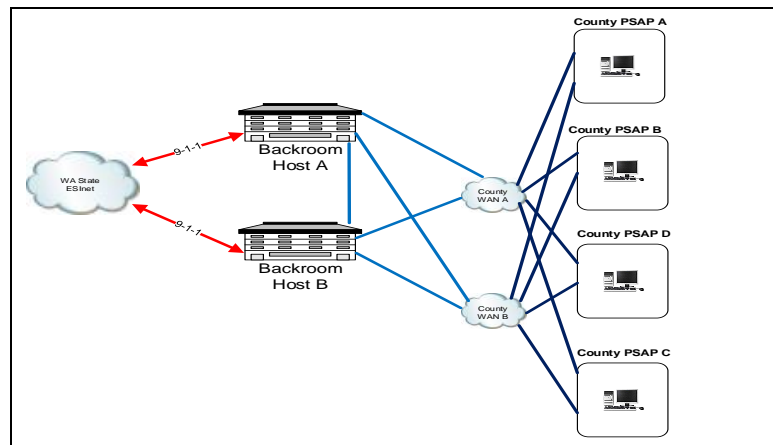 County PSAP A
9-1-1
Backroom
Host A
WA State
ESInet
County PSAP B
County
WAN A
9-1-1
Backroom
Host B
County PSAP D
County
WAN B
County PSAP C